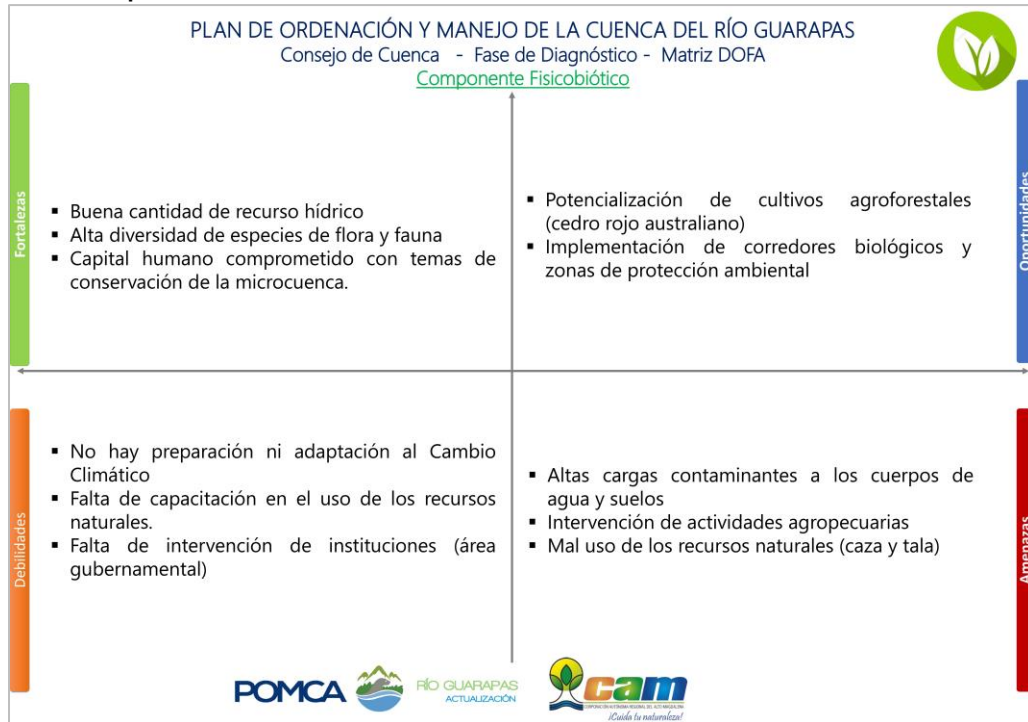 PLAN DE ORDENACIÓN Y MANEJO DE LA CUENCA DEL RÍO GUARAPAS
Consejo de Cuenca - Fase de Diagnóstico - Matriz DOFA
Componente Fisicobiótico
Fortalezas
▪ Buena cantidad de recurso hídrico
▪ Alta diversidad de especies de flora y fauna
▪ Capital humano comprometido con temas de
conservación de la microcuenca.
▪ Potencialización de cultivos agroforestales
(cedro rojo australiano)
▪ Implementación de corredores biológicos y
zonas de protección ambiental
Oportunidades
Debilidades
▪ No hay preparación ni adaptación al Cambio
Climático
▪ Falta de capacitación en el uso de los recursos
naturales.
▪ Falta de intervención de instituciones (área
gubernamental)
▪ Altas cargas contaminantes a los cuerpos de
agua y suelos
▪ Intervención de actividades agropecuarias
▪ Mal uso de los recursos naturales (caza y tala)
Amenazas
POMCA
RÍO GUARAPAS
ACTUALIZACIÓN
cam
CORPORACIÓN AUTÓNOMA REGIONAL DEL ALTO MAGDALENA
¡Cuida tu naturaleza!